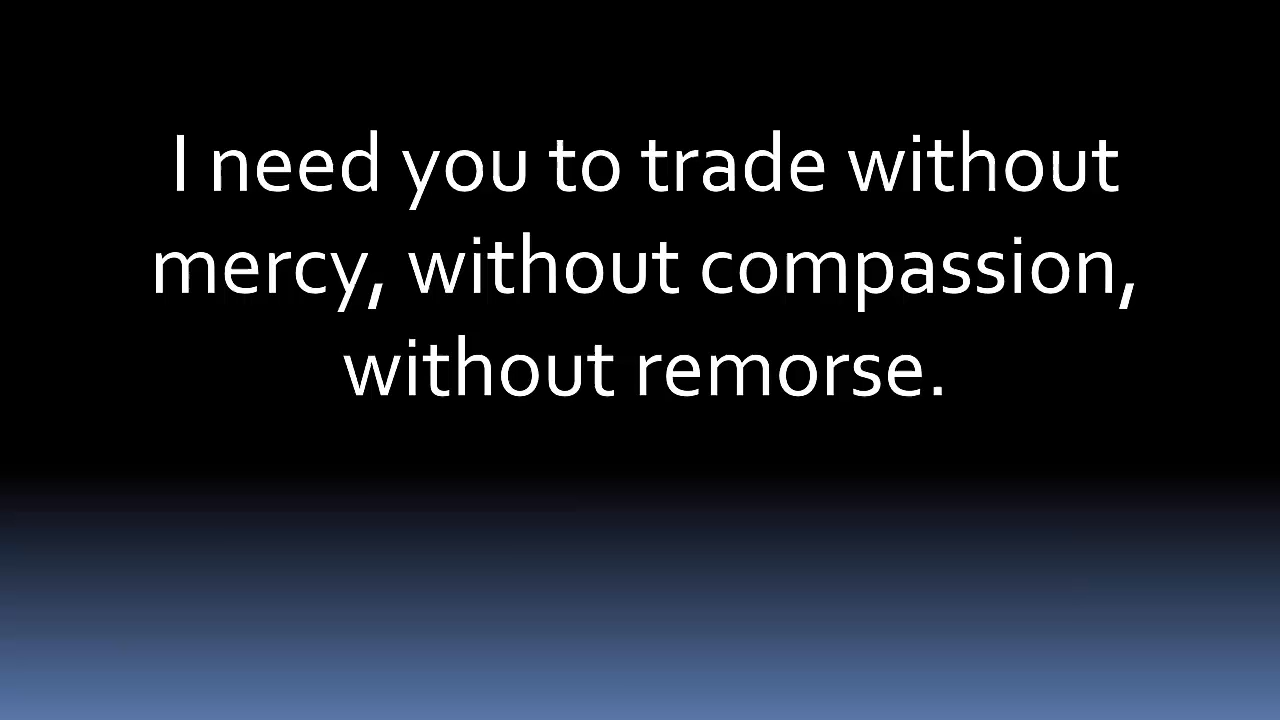 I need you to trade without
mercy, without compassion,
without remorse.